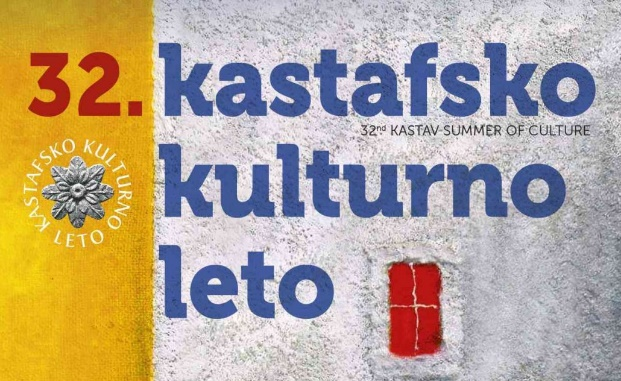 32. kastafsko
32nd KASTAV SUMMER OF CULTURE
kulturno
leto
KASTAFSKO KULTURNO
LETO